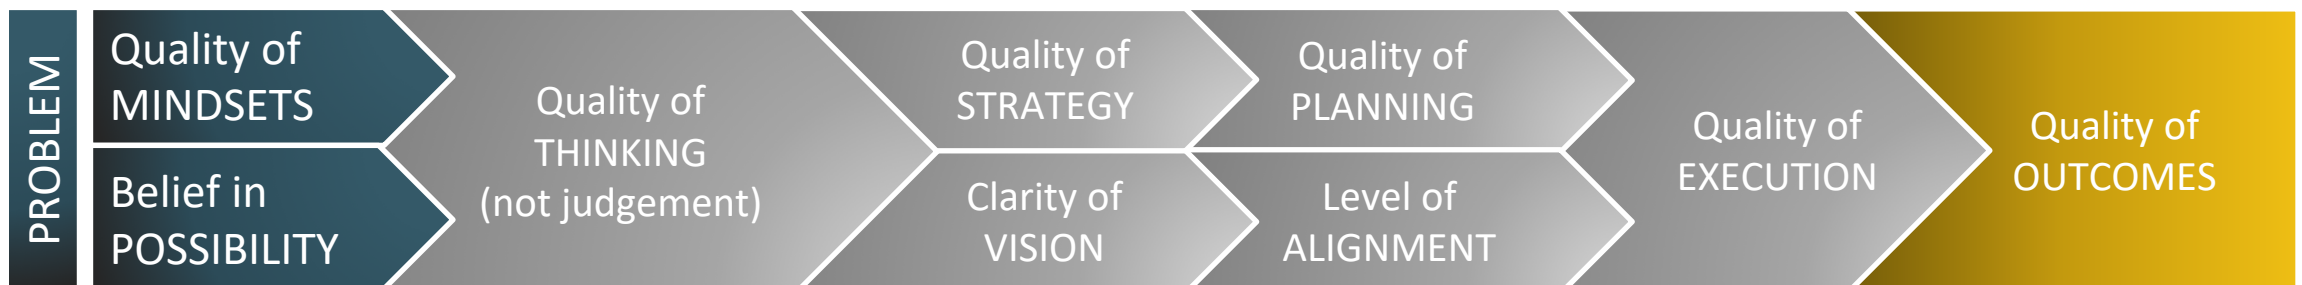 PROBLEM
Quality of
MINDSETS
Belief in
POSSIBILITY
Quality of
THINKING
(not judgement)
Quality of
STRATEGY
Clarity of
VISION
Quality of
PLANNING
Level of
ALIGNMENT
Quality of
EXECUTION
Quality of
OUTCOMES